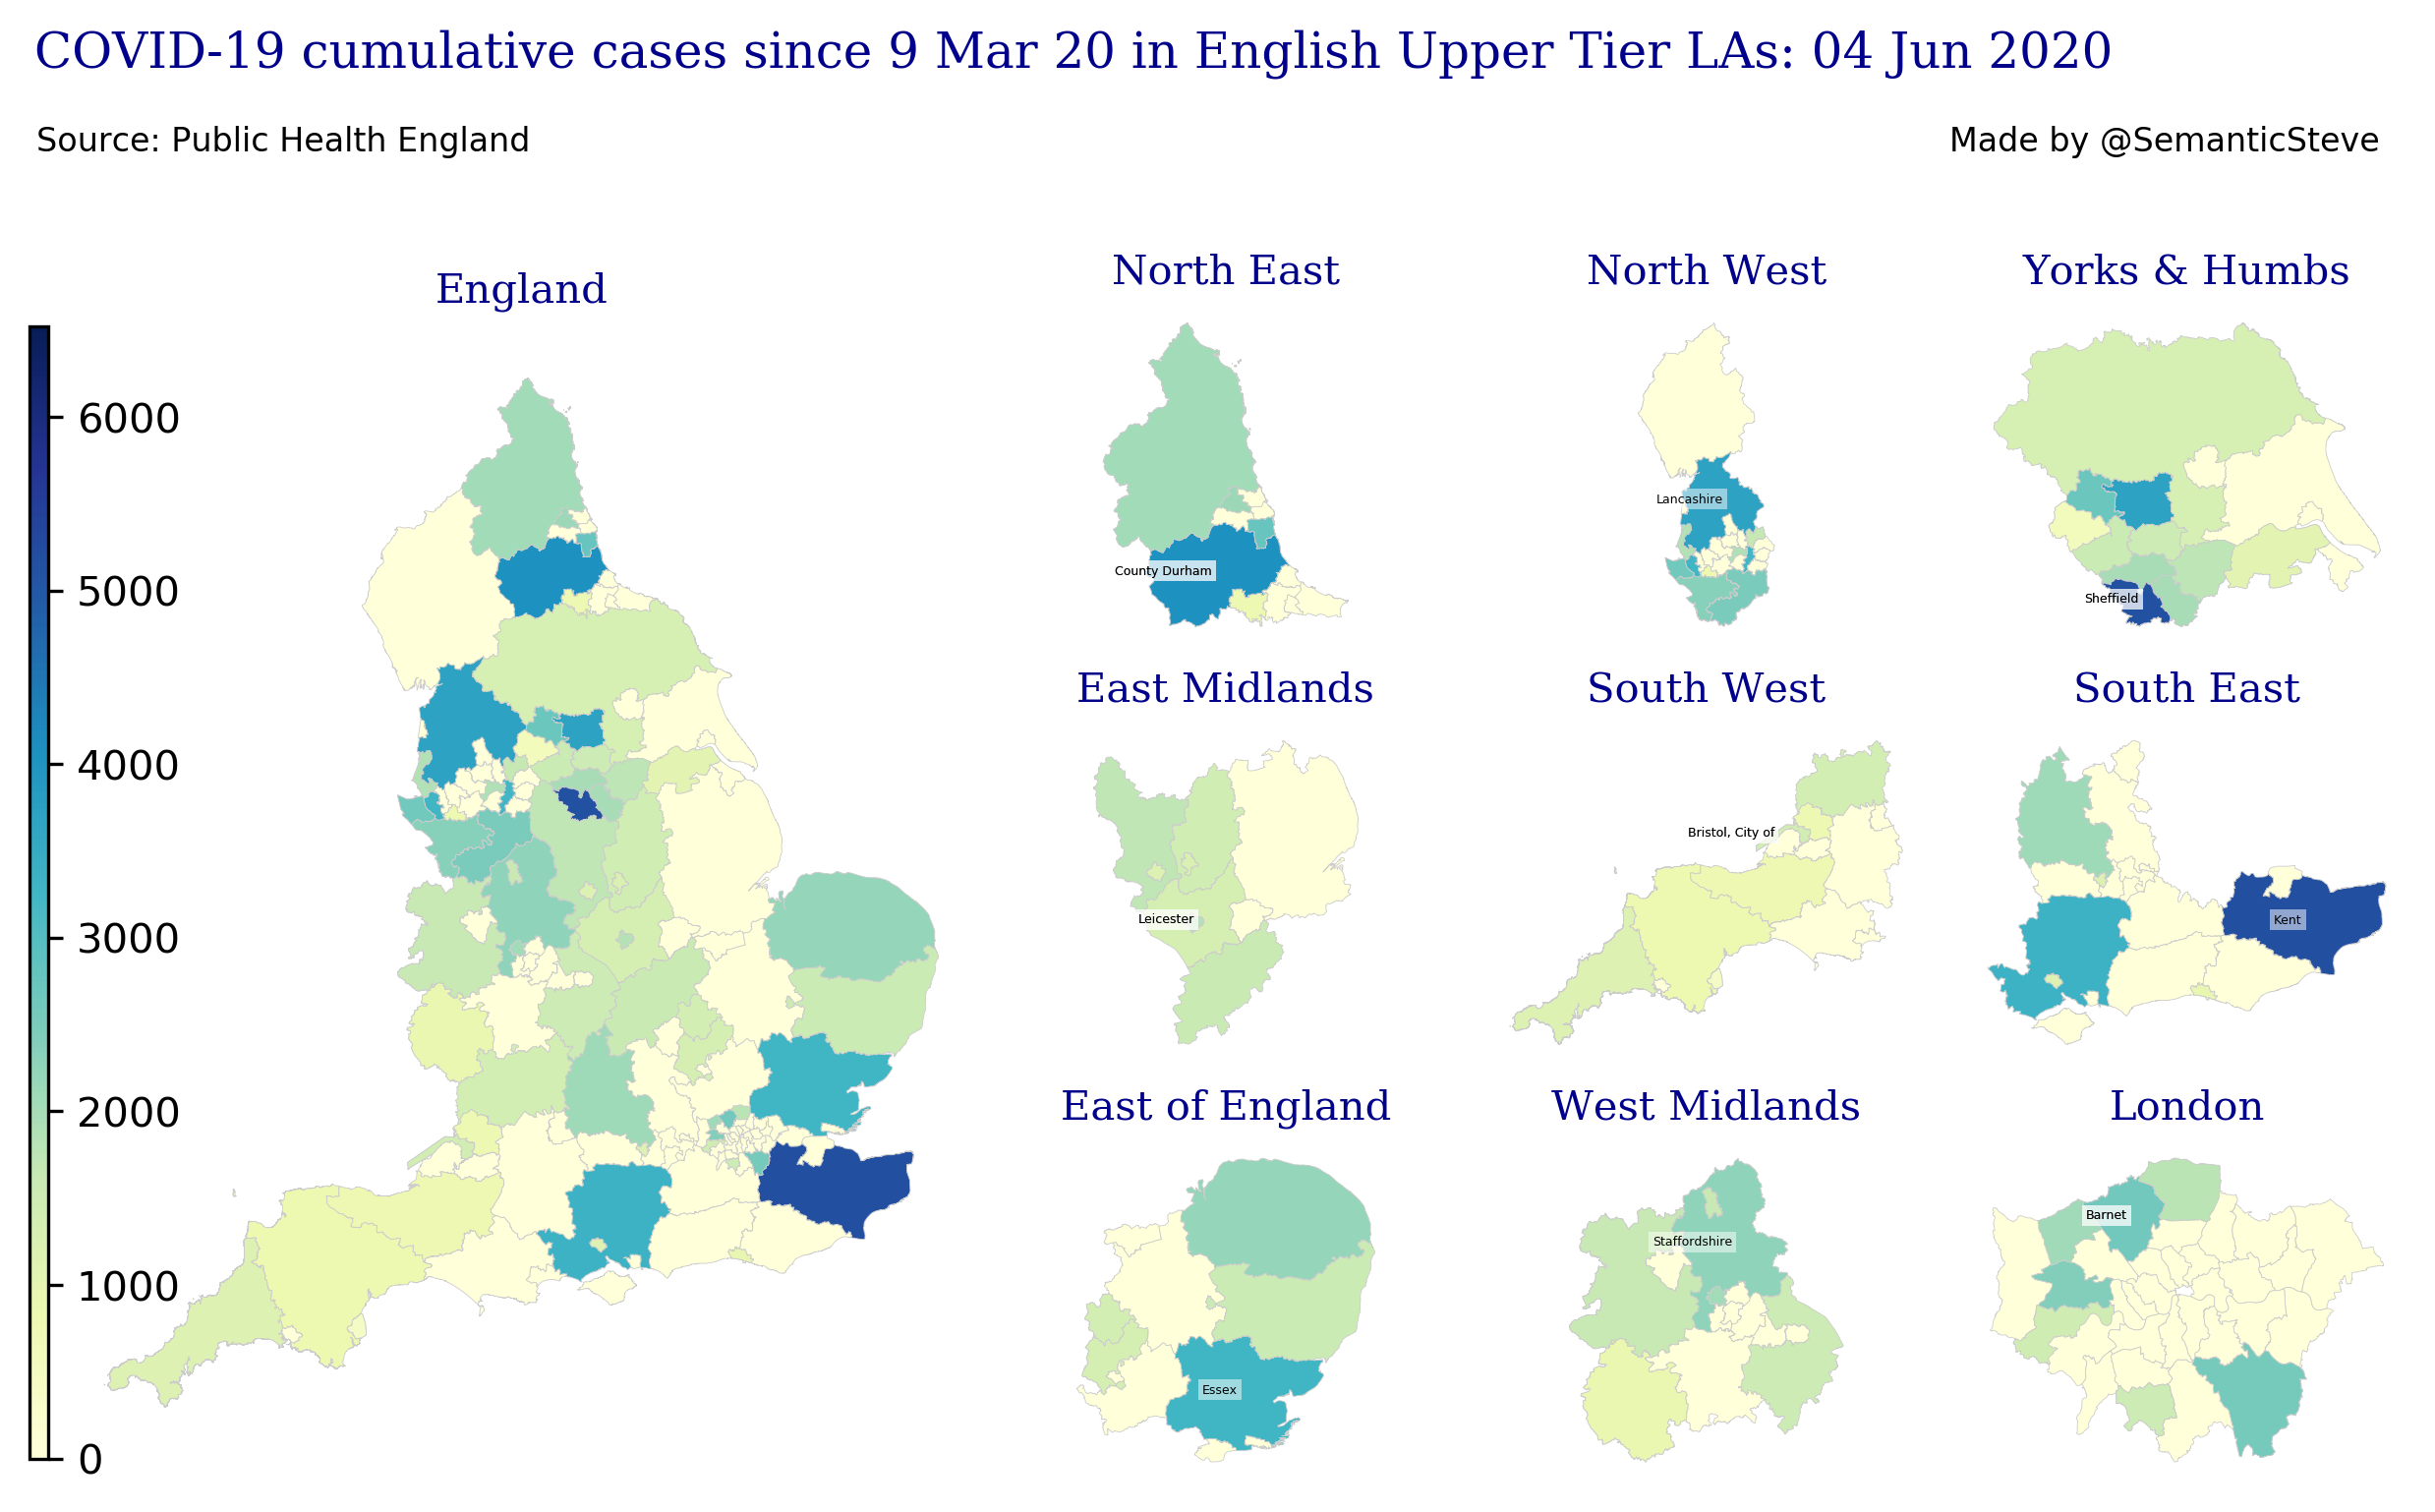 COVID-19 cumulative cases since 9 Mar 20 in English Upper Tier LAs: 04 Jun 2020
Source: Public Health England
Made by @SemanticSteve
England
6000
5000
4000
3000
2000
1000
0
North East
County Durham
North West
Lancashire
Yorks & Humbs
Sheffield
East Midlands
Leicester
South West
Bristol, City of
South East
Kent
East of England
Essex
West Midlands
Staffordshire
London
Barnet